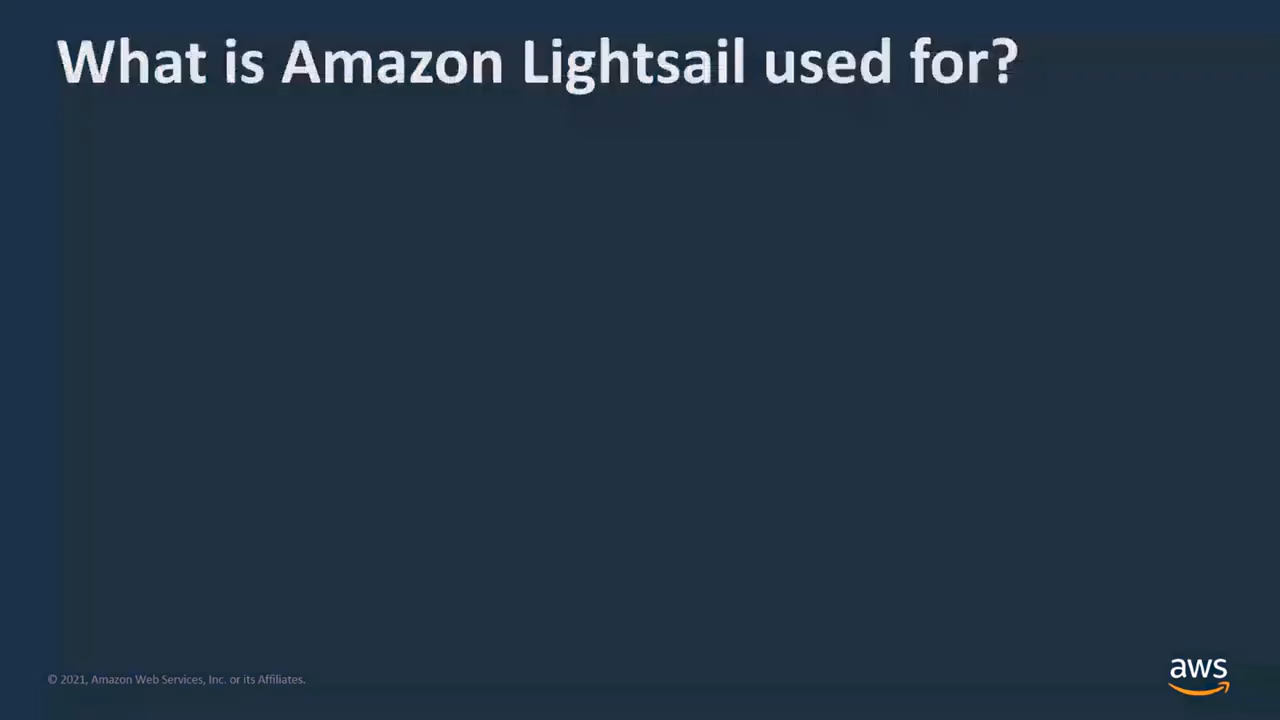 What is Amazon Lightsail used for?
© 2021, Amazon Web Services, Inc. or its Affiliates.
aws